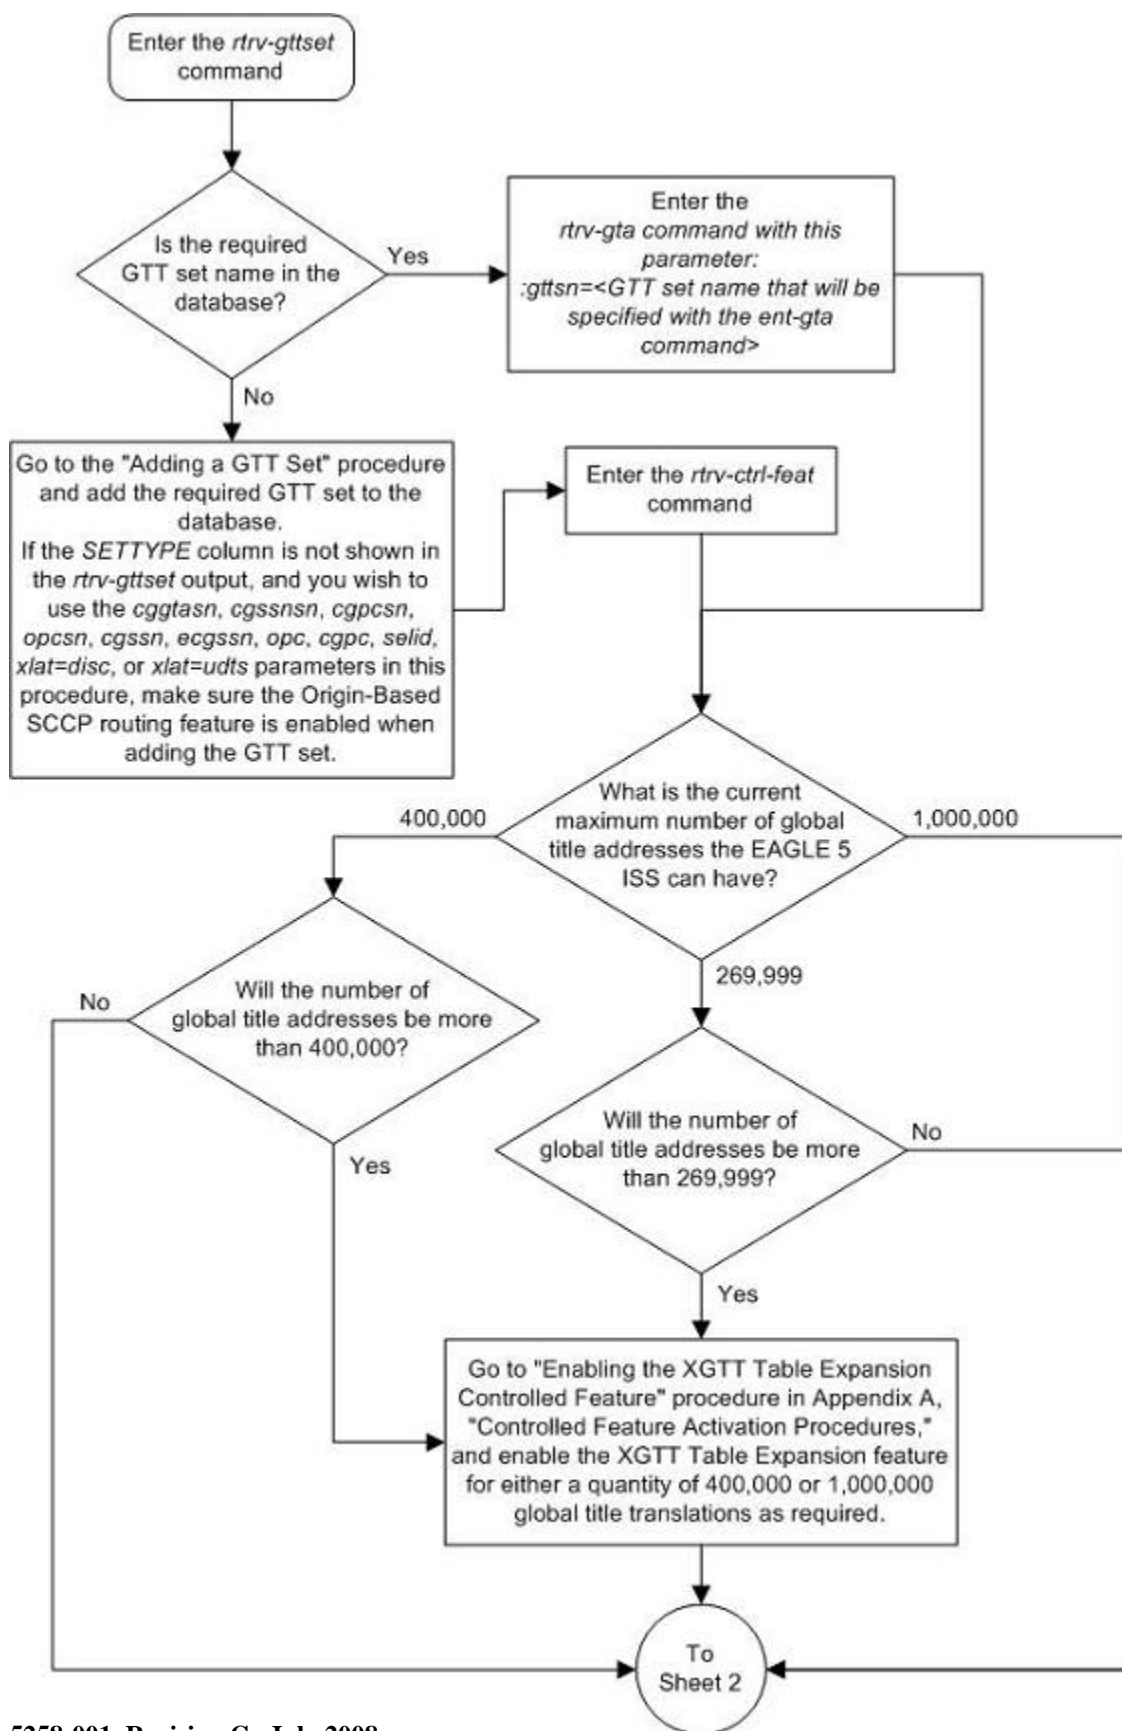 Enter the rtrv-gttset
command
Is the required
GTT set name in the
database?
Yes
Enter the
rtrv-gta command with this
parameter:
:gttsn=<GTT set name that will be
specified with the ent-gta
command>
No
Go to the "Adding a GTT Set" procedure
and add the required GTT set to the
database.
If the SETTYPE column is not shown in
the rtrv-gttset output, and you wish to
use the cggtasn, cgssnsn, cgpcsn,
opcsn, cgssn, ecgssn, opc, cgpc, selid,
xlat=disc, or xlat=udts parameters in this
procedure, make sure the Origin-Based
SCCP routing feature is enabled when
adding the GTT set.
Enter the rtrv-ctrl-feat
command
What is the current
maximum number of global
title addresses the EAGLE 5
ISS can have?
400,000
1,000,000
269,999
Will the number of
global title addresses be more
than 400,000?
No
Yes
Will the number of
global title addresses be more
than 269,999?
No
Yes
Go to "Enabling the XGTT Table Expansion
Controlled Feature" procedure in Appendix A,
"Controlled Feature Activation Procedures,"
and enable the XGTT Table Expansion feature
for either a quantity of 400,000 or 1,000,000
global title translations as required.
To
Sheet 2